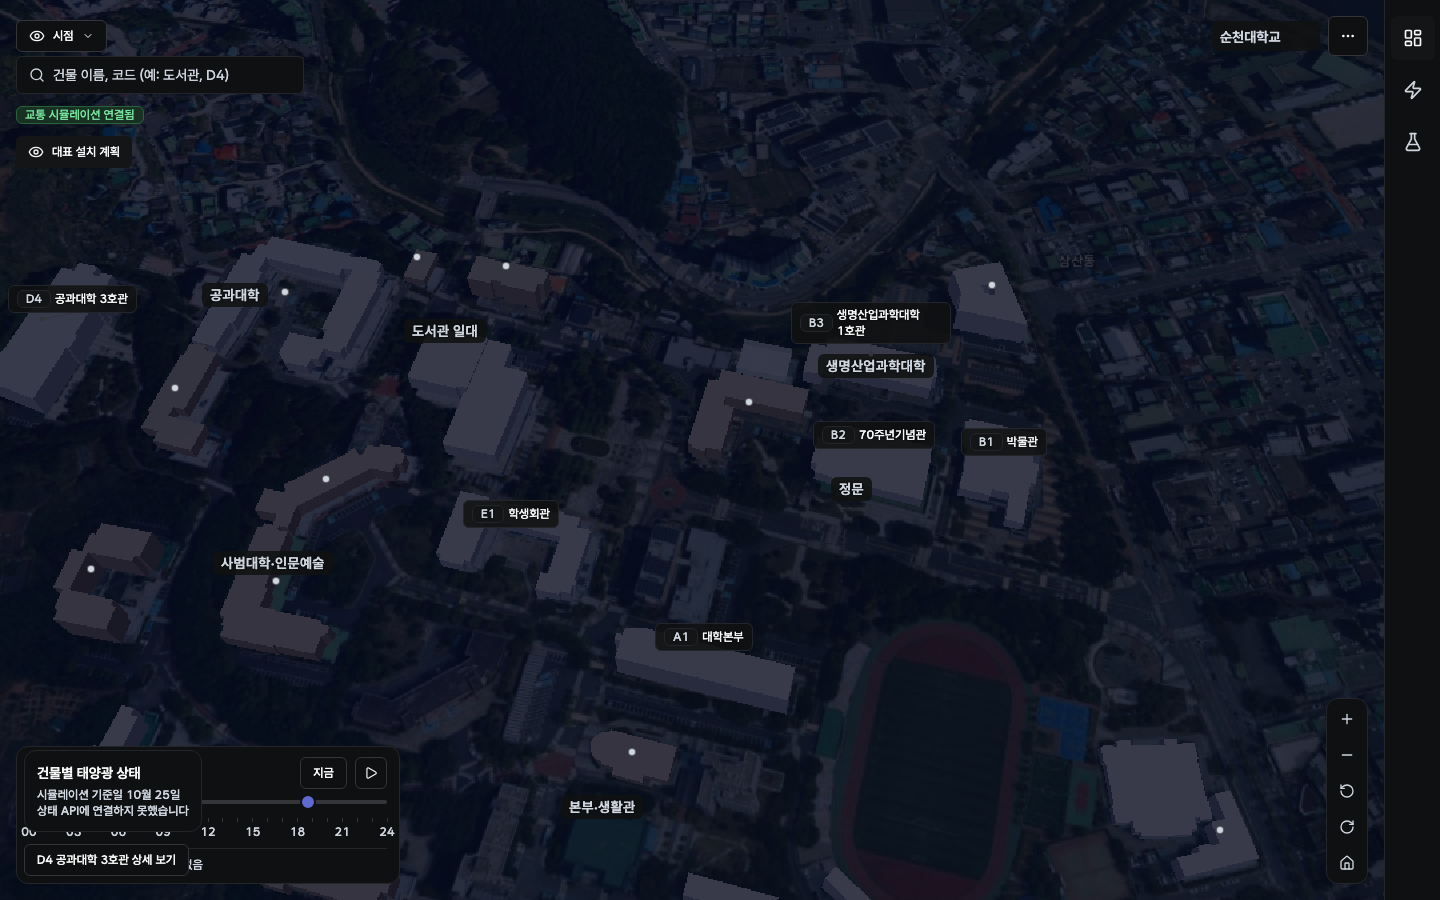 시점
순천대학교
건물 이름, 코드 (예: 도서관, D4)
교통 시뮬레이션 연결됨
대표 설치 계획
삼산동
D4 공과대학 3호관
공과대학
도서관 일대
B3 생명산업과학대학
1호관
생명산업과학대학
B2 70주년기념관
B1 박물관
정문
E1 학생회관
사범대학·인문예술
A1 대학본부
본부·생활관
건물별 태양광 상태
지금
시뮬레이션 기준일 10월 25일
상태 API에 연결하지 못했습니다
00 03 06 09 12 15 18 21 24
D4 공과대학 3호관 상세 보기
없음